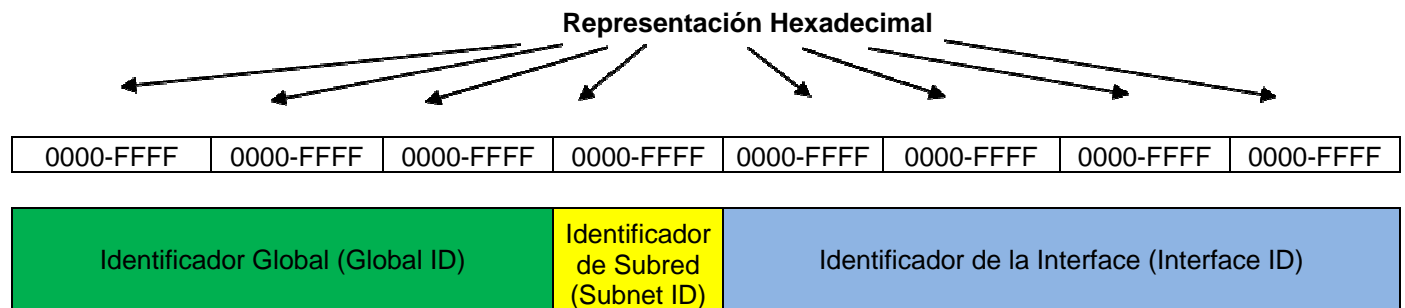 Representación Hexadecimal
0000-FFFF 0000-FFFF 0000-FFFF 0000-FFFF 0000-FFFF 0000-FFFF 0000-FFFF 0000-FFFF
Identificador Global (Global ID)
Identificador
de Subred
(Subnet ID)
Identificador de la Interface (Interface ID)